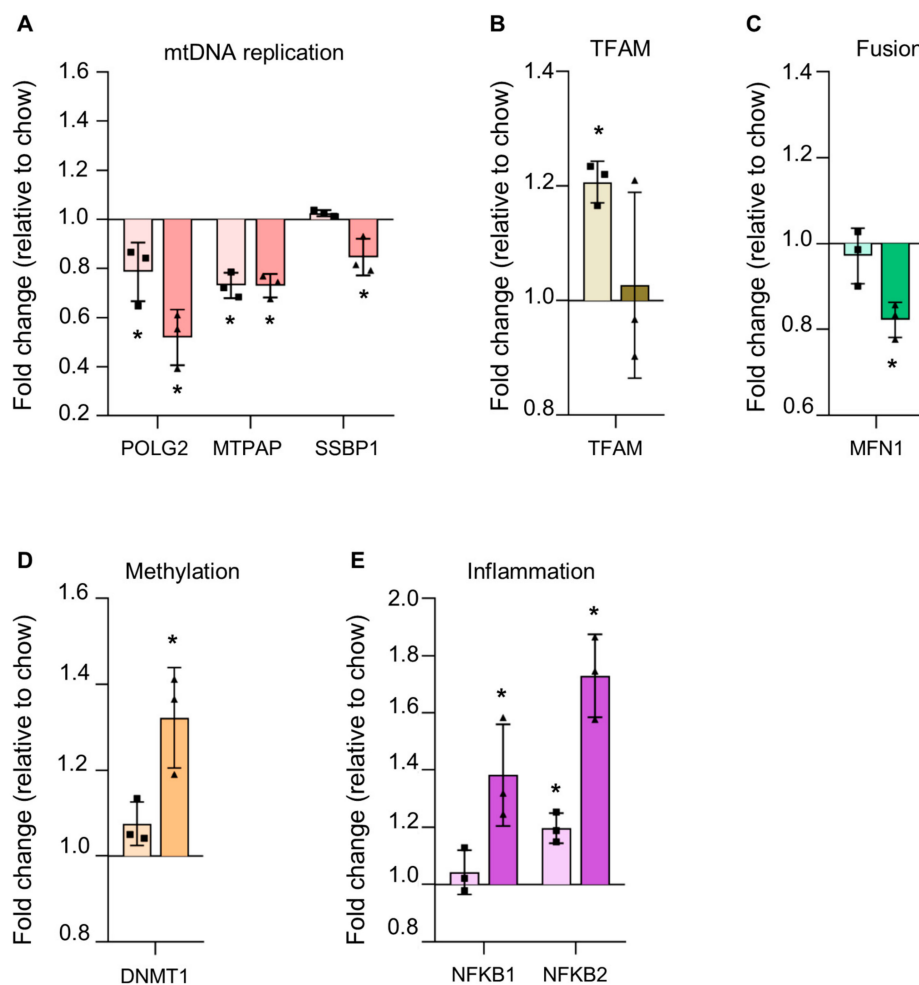 A
mtDNA replication
Fold change (relative to chow)
1.6
1.4
1.2
1.0
0.8
0.6
0.4
0.2
*
*
*
*
*
POLG2 MTPAP SSBP1
B
TFAM
Fold change (relative to chow)
1.4
1.2
1.0
0.8
*
TFAM
C
Fusion
Fold change (relative to chow)
1.4
1.2
1.0
0.8
0.6
*
MFN1
D
Methylation
Fold change (relative to chow)
1.6
1.4
1.2
1.0
0.8
*
DNMT1
E
Inflammation
Fold change (relative to chow)
2.0
1.8
1.6
1.4
1.2
1.0
0.8
*
*
*
NFKB1 NFKB2